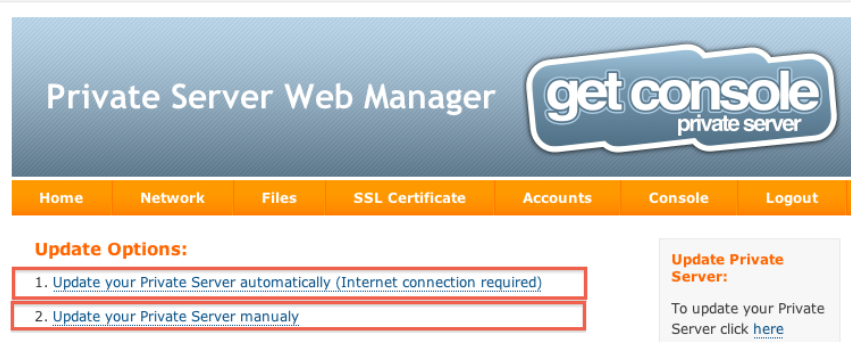 Private Server Web Manager
get console
private server
Home Network Files SSL Certificate Accounts Console Logout
Update Options:
1. Update your Private Server automatically (Internet connection required)
2. Update your Private Server manualy
Update Private
Server:
To update your Private
Server click here